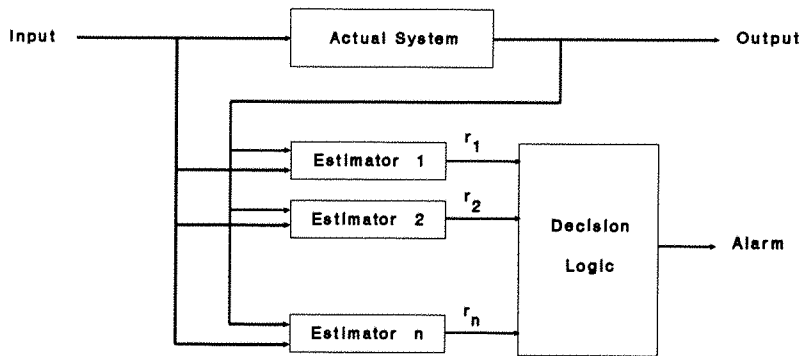 Input
Actual System
Output
r1
Estimator 1
r2
Estimator 2
Decision
Logic
Alarm
rn
Estimator n